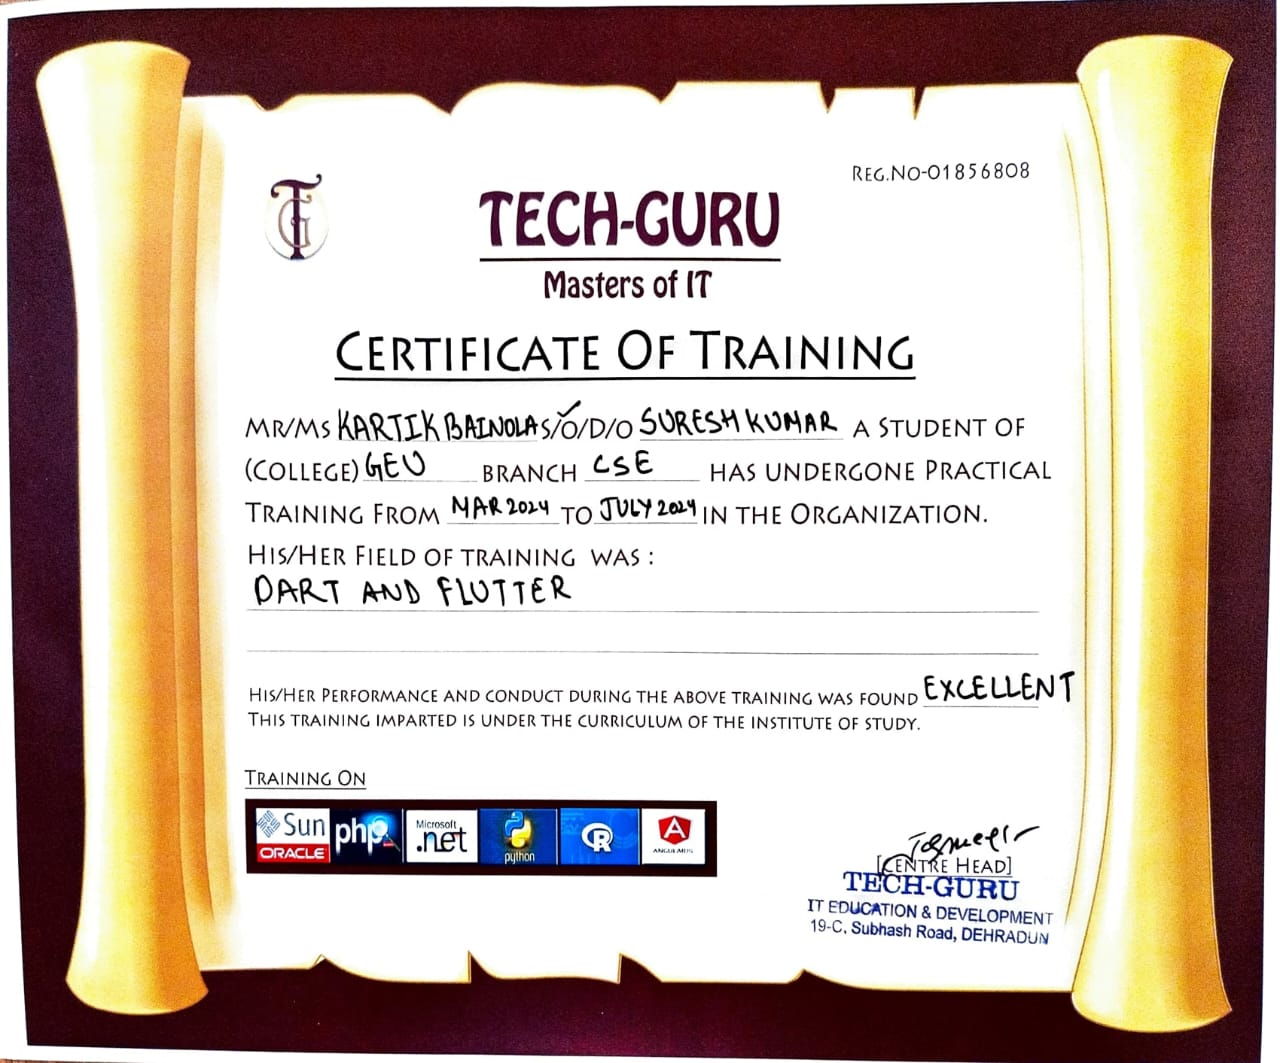 REG.NO-01856808
TG
TECH-GURU
Masters of IT
CERTIFICATE OF TRAINING
MR/MS KARTIK BAINOLA S/O/D/O SURESH KUMAR A STUDENT OF
(COLLEGE) GEU BRANCH CSE HAS UNDERGONE PRACTICAL
TRAINING FROM MAR 2024 TO JULY 2024 IN THE ORGANIZATION.
HIS/HER FIELD OF TRAINING WAS :
DART AND FLUTTER
HIS/HER PERFORMANCE AND CONDUCT DURING THE ABOVE TRAINING WAS FOUND EXCELLENT
THIS TRAINING IMPARTED IS UNDER THE CURRICULUM OF THE INSTITUTE OF STUDY.
TRAINING ON
Sun ORACLE php Microsoft .net python R A ANGULARJS
[CENTRE HEAD]
TECH-GURU
IT EDUCATION & DEVELOPMENT
19-C, Subhash Road, DEHRADUN